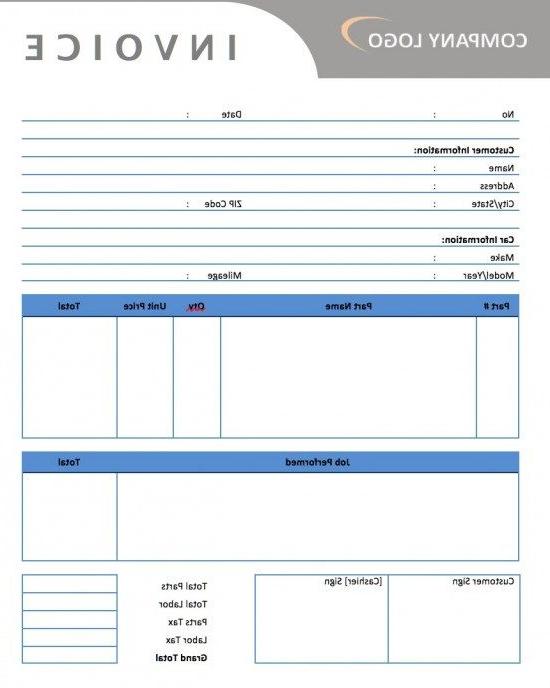 COMPANY LOGO INVOICE
No : Date :
Customer Information:
Name :
Address :
City/State : ZIP Code :
Car Information:
Make :
Model/Year : Mileage :
Part # Part Name Qty Unit Price Total
Job Performed Total
Customer Sign [Cashier] Sign Total Parts
Total Labor
Parts Tax
Labor Tax
Grand Total